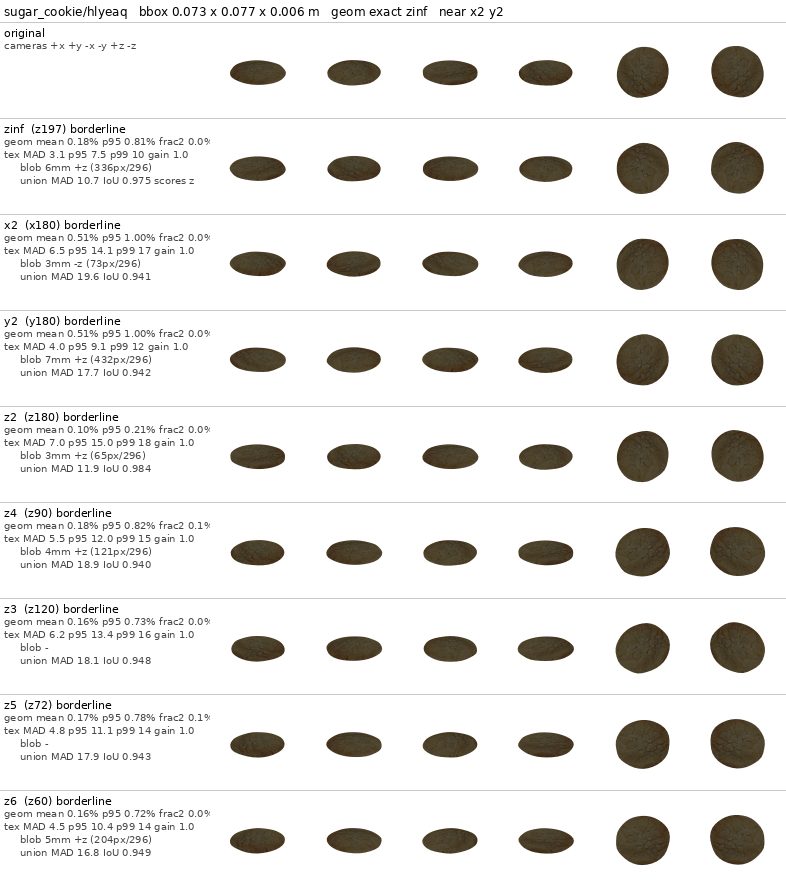 sugar_cookie/hlyeaq bbox 0.073 x 0.077 x 0.006 m geom exact zinf near x2 y2
original
cameras +x +y -x -y +z -z
zinf (z197) borderline
geom mean 0.18% p95 0.81% frac2 0.0%
tex MAD 3.1 p95 7.5 p99 10 gain 1.0
blob 6mm +z (336px/296)
union MAD 10.7 IoU 0.975 scores z
x2 (x180) borderline
geom mean 0.51% p95 1.00% frac2 0.0%
tex MAD 6.5 p95 14.1 p99 17 gain 1.0
blob 3mm -z (73px/296)
union MAD 19.6 IoU 0.941
y2 (y180) borderline
geom mean 0.51% p95 1.00% frac2 0.0%
tex MAD 4.0 p95 9.1 p99 12 gain 1.0
blob 7mm +z (432px/296)
union MAD 17.7 IoU 0.942
z2 (z180) borderline
geom mean 0.10% p95 0.21% frac2 0.0%
tex MAD 7.0 p95 15.0 p99 18 gain 1.0
blob 3mm +z (65px/296)
union MAD 11.9 IoU 0.984
z4 (z90) borderline
geom mean 0.18% p95 0.82% frac2 0.1%
tex MAD 5.5 p95 12.0 p99 15 gain 1.0
blob 4mm +z (121px/296)
union MAD 18.9 IoU 0.940
z3 (z120) borderline
geom mean 0.16% p95 0.73% frac2 0.0%
tex MAD 6.2 p95 13.4 p99 16 gain 1.0
blob -
union MAD 18.1 IoU 0.948
z5 (z72) borderline
geom mean 0.17% p95 0.78% frac2 0.1%
tex MAD 4.8 p95 11.1 p99 14 gain 1.0
blob -
union MAD 17.9 IoU 0.943
z6 (z60) borderline
geom mean 0.16% p95 0.72% frac2 0.0%
tex MAD 4.5 p95 10.4 p99 14 gain 1.0
blob 5mm +z (204px/296)
union MAD 16.8 IoU 0.949